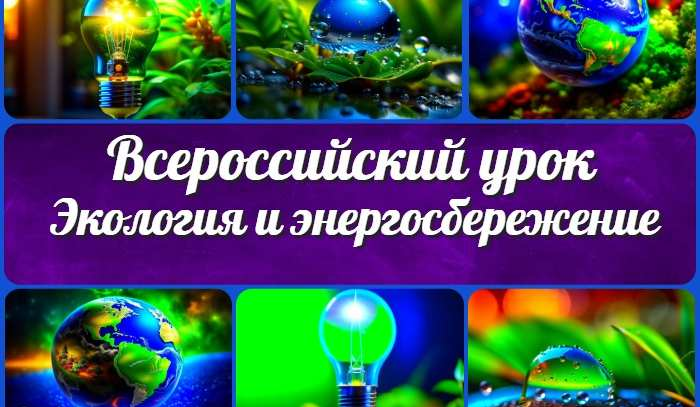 Всероссийский урок
Экология и энергосбережение